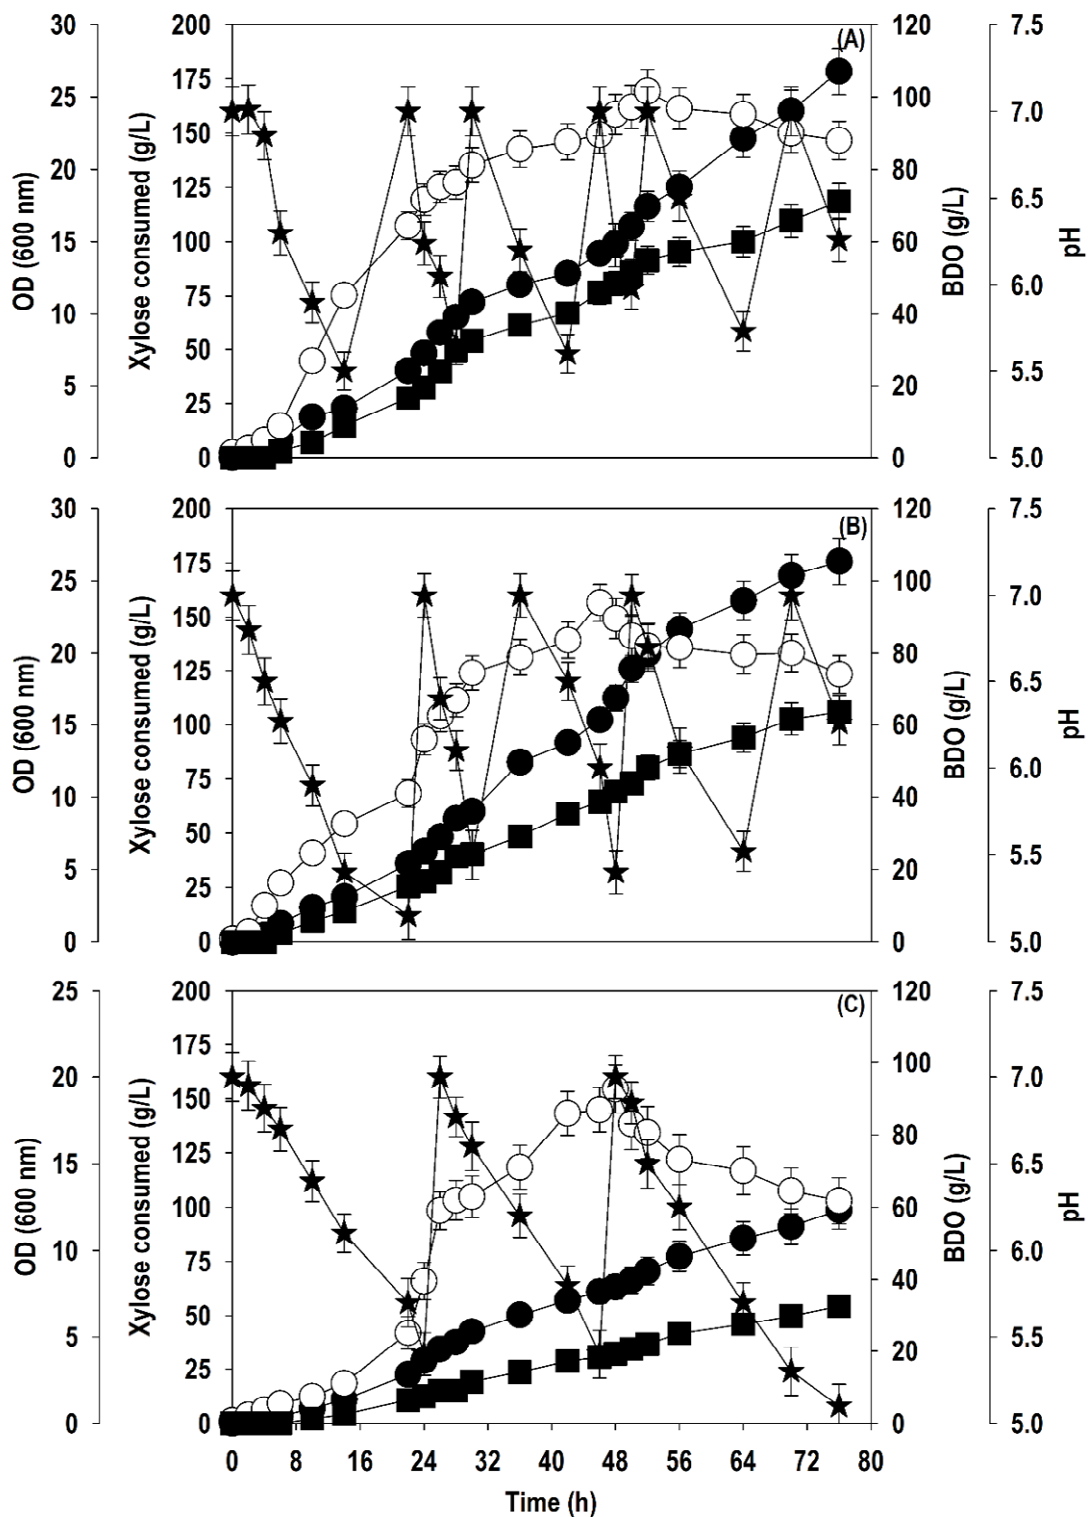 30 200 (A) 120 7.5
175
25 100 7.0
150
20 125 80 6.5
15 100 60
75 6.0
10 40
50 5.5
5 25 20
0 0 0 5.0
OD (600 nm)
Xylose consumed (g/L)
BDO (g/L)
pH
30 200 (B) 120 7.5
175
25 100 7.0
150
20 125 80 6.5
15 100 60
75 6.0
10 40
50 5.5
5 25 20
0 0 0 5.0
OD (600 nm)
Xylose consumed (g/L)
BDO (g/L)
pH
25 200 (C) 120 7.5
175
20 150 100 7.0
125 80
15 6.5
100 60
10 75 6.0
50 40
5 5.5
25 20
0 0 0 5.0
OD (600 nm)
Xylose consumed (g/L)
BDO (g/L)
pH
0 8 16 24 32 40 48 56 64 72 80
Time (h)